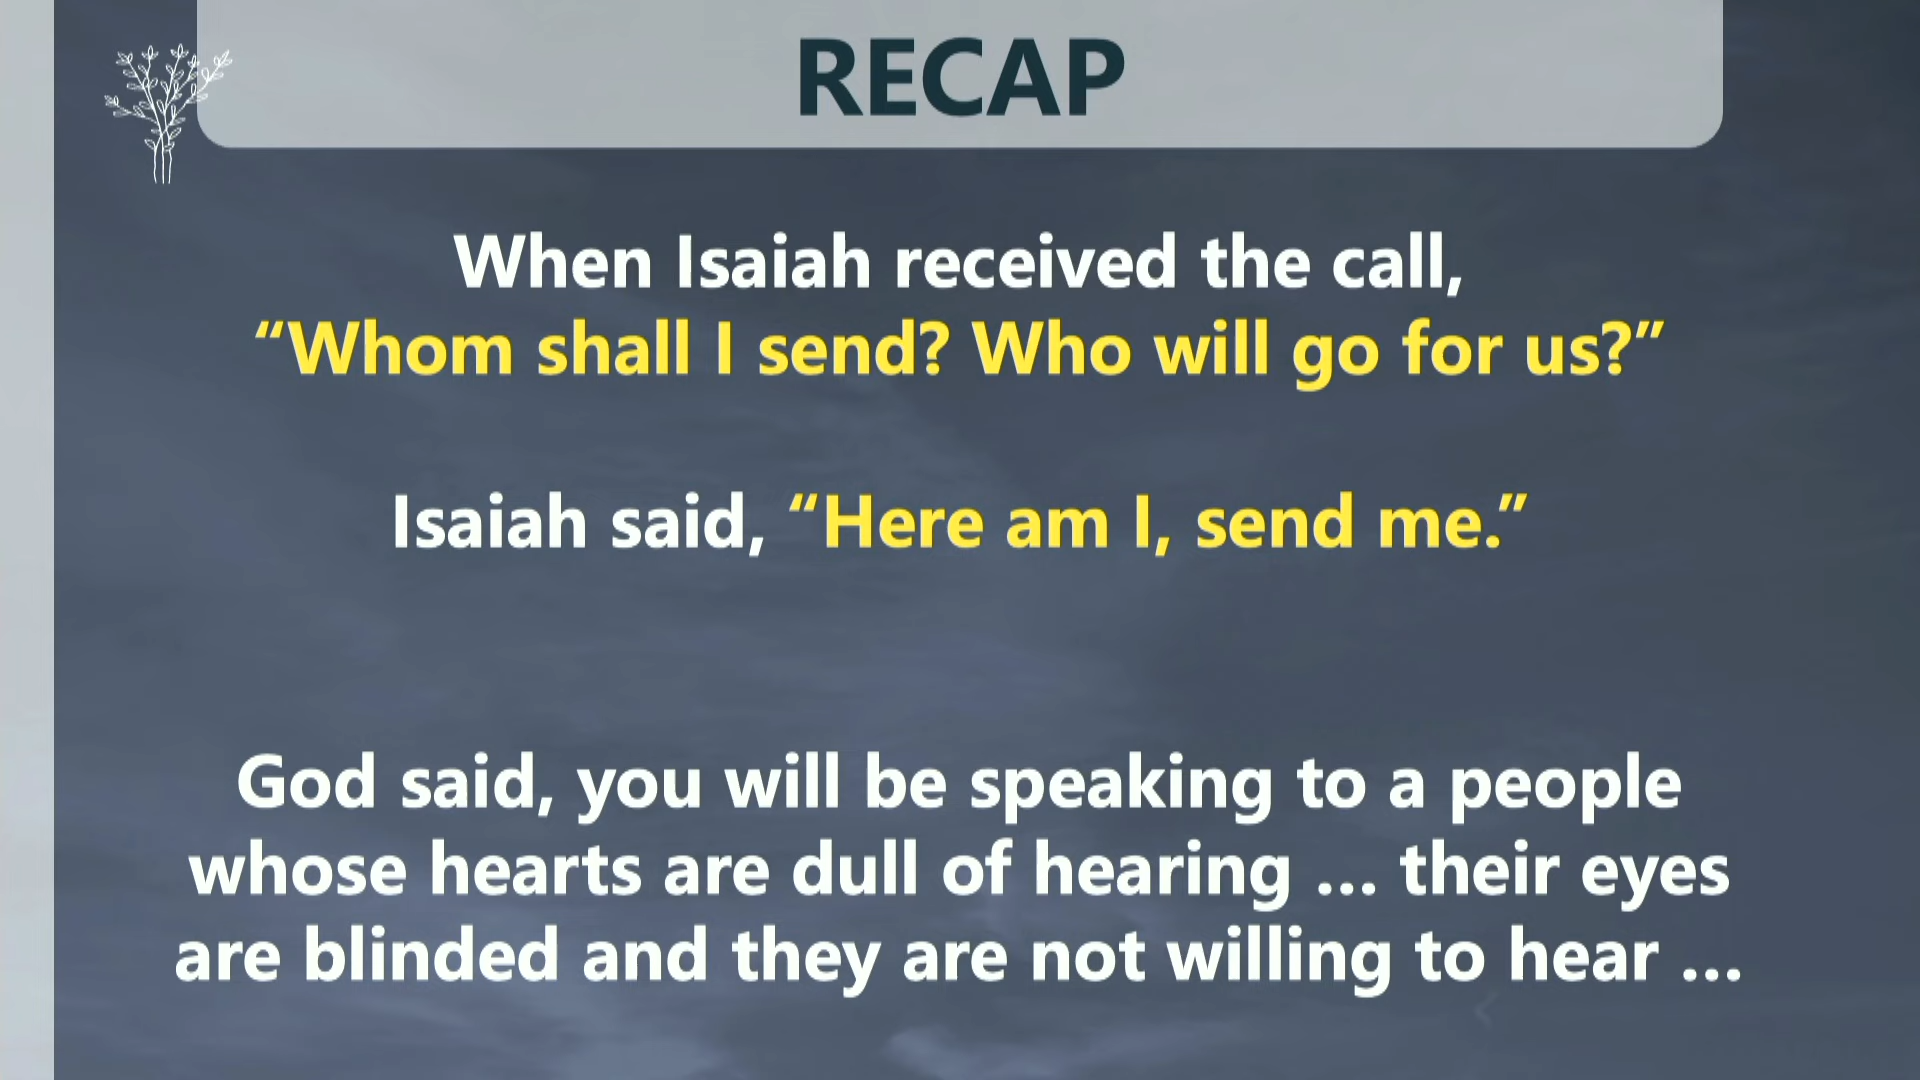 RECAP
When Isaiah received the call,
“Whom shall I send? Who will go for us?”
Isaiah said, “Here am I, send me.”
God said, you will be speaking to a people
whose hearts are dull of hearing … their eyes
are blinded and they are not willing to hear …